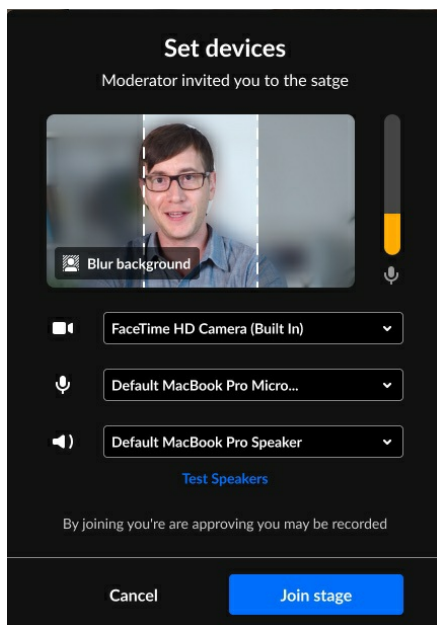 Set devices
Moderator invited you to the satge
Blur background
FaceTime HD Camera (Built In)
Default MacBook Pro Micro...
Default MacBook Pro Speaker
Test Speakers
By joining you're are approving you may be recorded
Cancel
Join stage